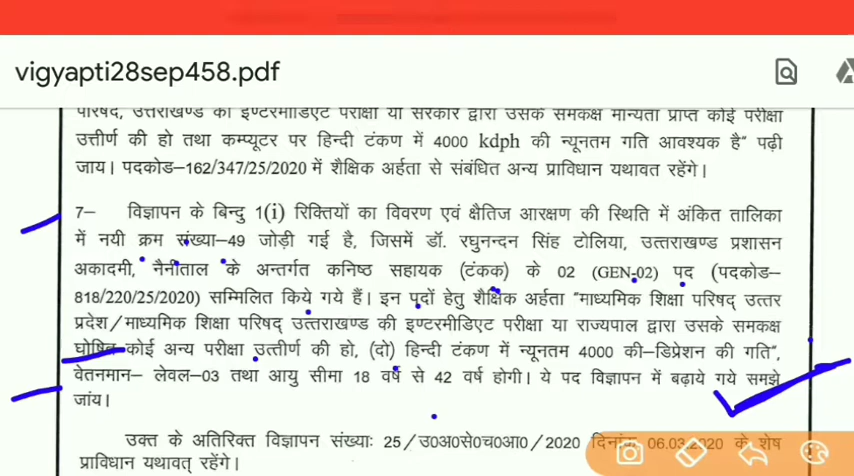 vigyapti28sep458.pdf
परिषद, उत्तराखण्ड की इण्टरमीडिएट परीक्षा या सरकार द्वारा उसके समकक्ष मान्यता प्राप्त कोई परीक्षा
उत्तीर्ण की हो तथा कम्प्यूटर पर हिन्दी टंकण में 4000 kdph की न्यूनतम गति आवश्यक है" पढ़ी
जाय। पदकोड–162/347/25/2020 में शैक्षिक अर्हता से संबंधित अन्य प्राविधान यथावत रहेंगे।
7– विज्ञापन के बिन्दु 1(i) रिक्तियों का विवरण एवं क्षैतिज आरक्षण की स्थिति में अंकित तालिका
में नयी क्रम संख्या–49 जोड़ी गई है, जिसमें डॉ. रघुनन्दन सिंह टोलिया, उत्तराखण्ड प्रशासन
अकादमी, नैनीताल के अन्तर्गत कनिष्ठ सहायक (टंकक) के 02 (GEN-02) पद (पदकोड–
818/220/25/2020) सम्मिलित किये गये हैं। इन पदों हेतु शैक्षिक अर्हता "माध्यमिक शिक्षा परिषद् उत्तर
प्रदेश/माध्यमिक शिक्षा परिषद् उत्तराखण्ड की इण्टरमीडिएट परीक्षा या राज्यपाल द्वारा उसके समकक्ष
घोषित कोई अन्य परीक्षा उत्तीर्ण की हो, (दो) हिन्दी टंकण में न्यूनतम 4000 की–डिप्रेशन की गति",
वेतनमान– लेवल–03 तथा आयु सीमा 18 वर्ष से 42 वर्ष होगी। ये पद विज्ञापन में बढ़ाये गये समझे
जांय।
उक्त के अतिरिक्त विज्ञापन संख्याः 25/उ0अ0से0च0आ0/2020 दिनांक 06.03.2020 के शेष
प्राविधान यथावत् रहेंगे।